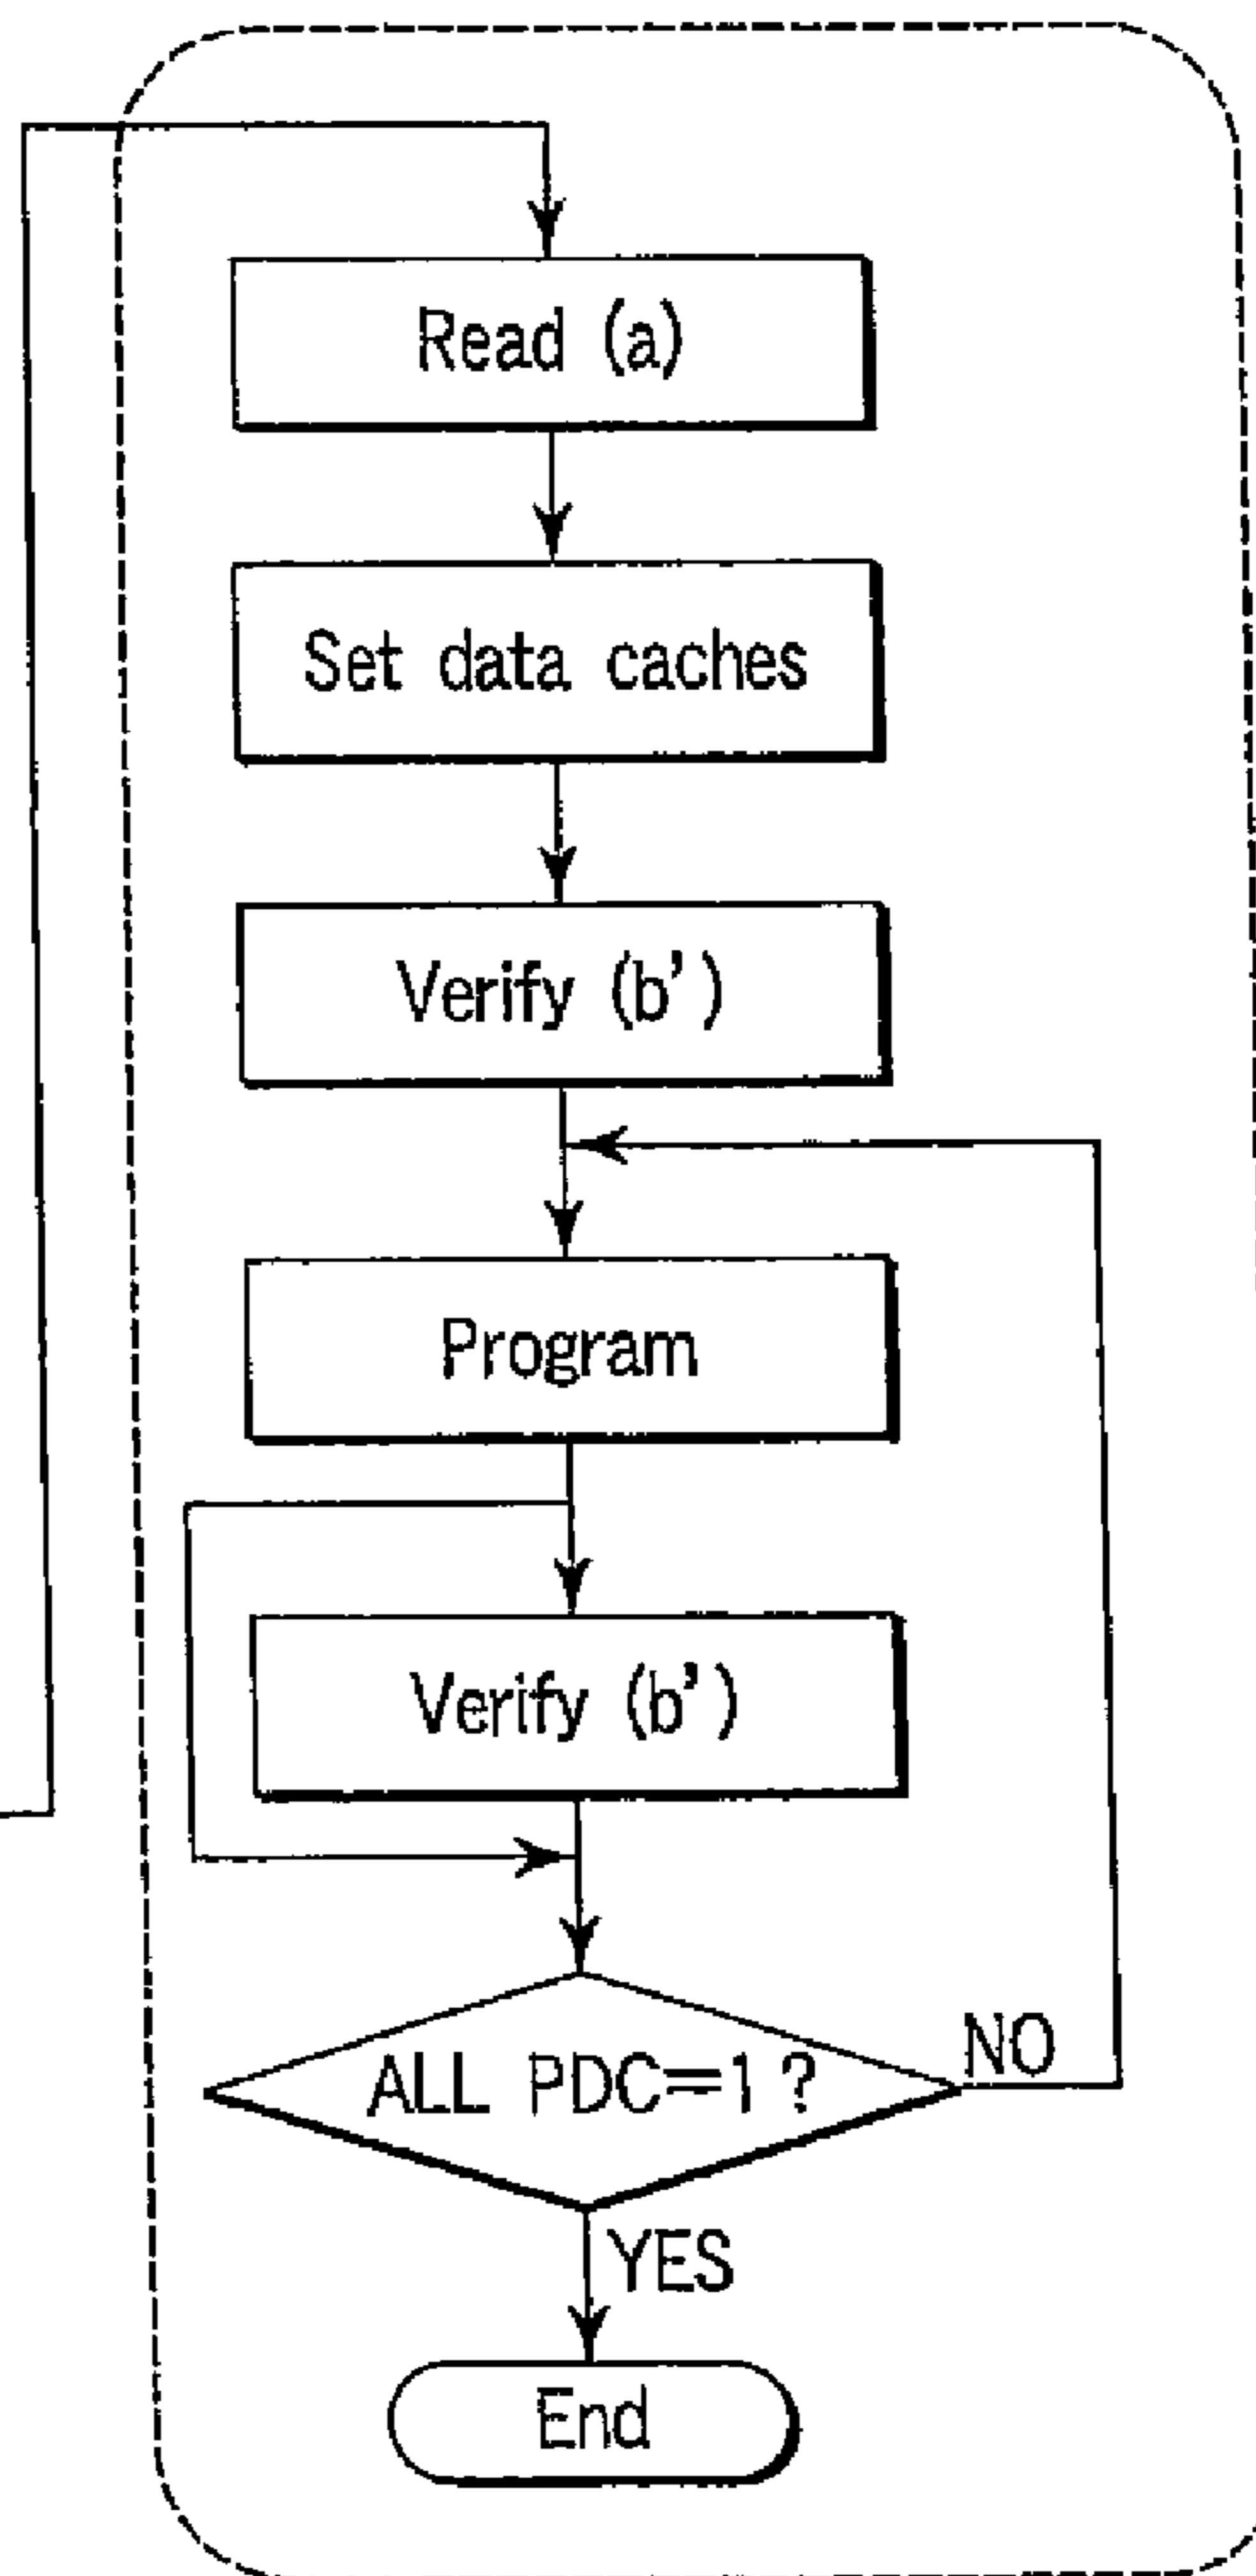 Read (a)
Set data caches
Verify (b')
Program
Verify (b')
ALL PDC=1 ?
NO
YES
End